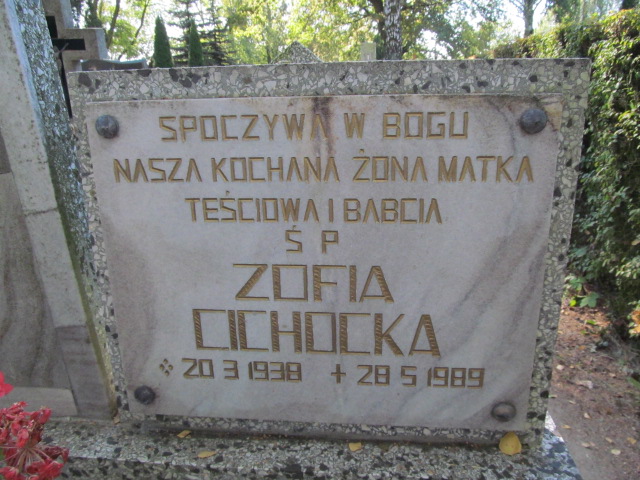 SPOCZYWA W BOGU
NASZA KOCHANA ŻONA MATKA
TEŚCIOWA I BABCIA
Ś P
ZOFIA
CICHOCKA
20 3 1938 + 28 5 1989